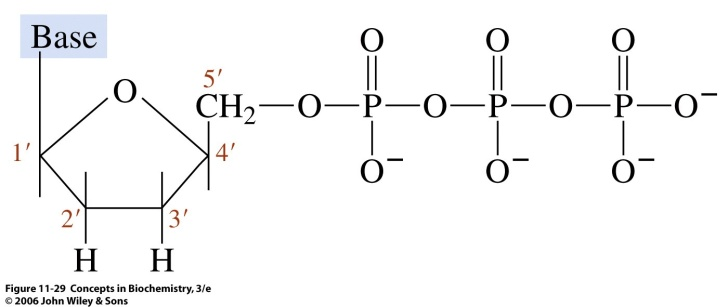 Base
O O O O
5′
CH₂—O—P—O—P—O—P—O⁻
1′ 4′
O⁻ O⁻ O⁻
2′ 3′
H H
Figure 11-29 Concepts in Biochemistry, 3/e
© 2006 John Wiley & Sons